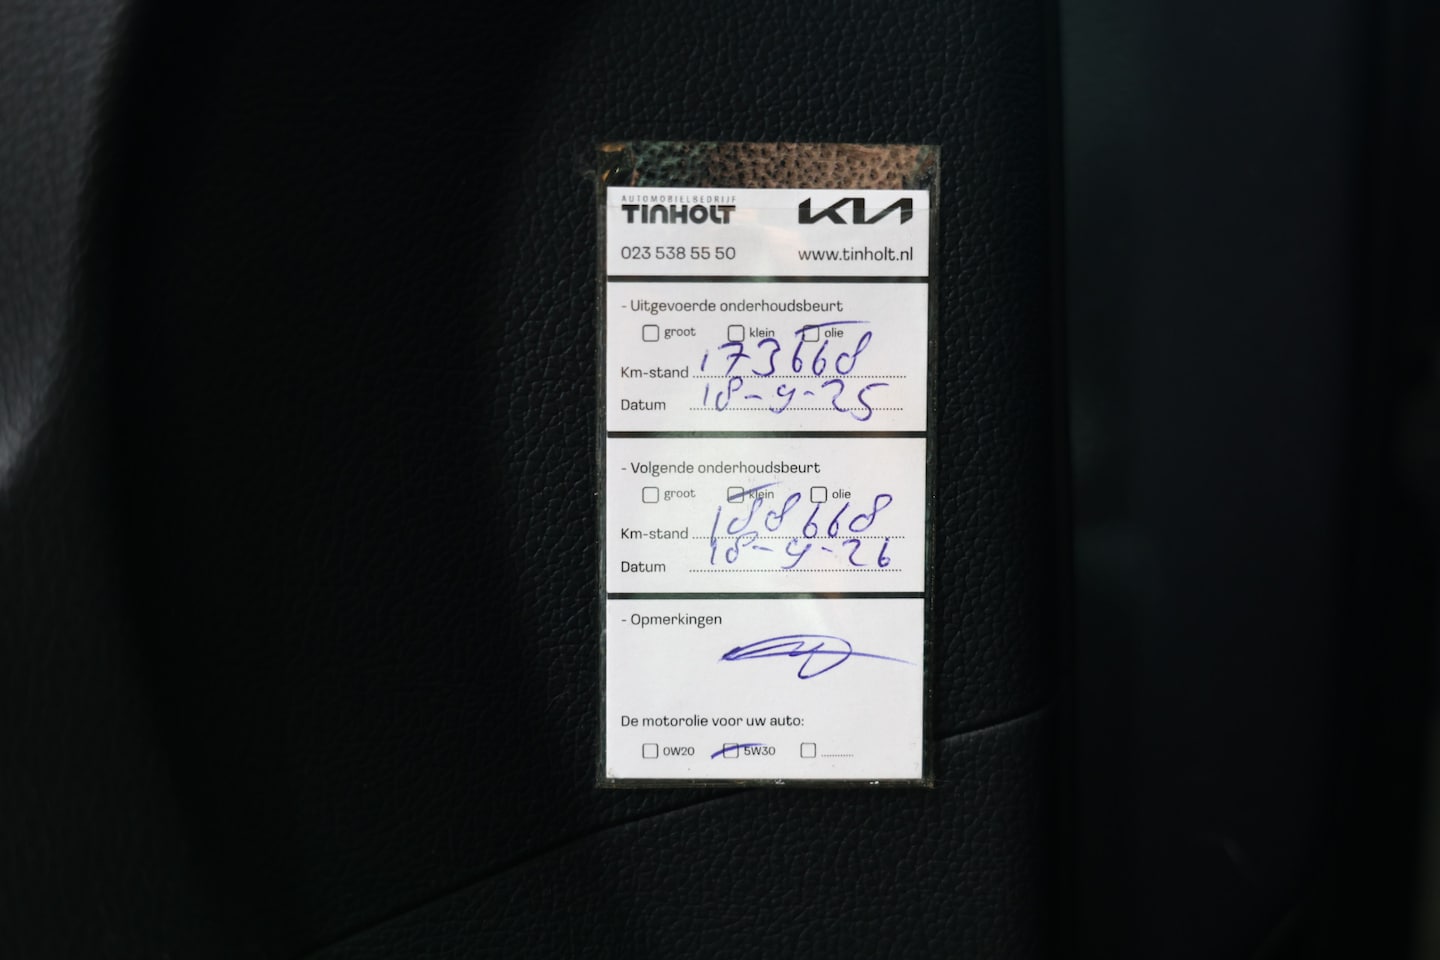 AUTOMOBIELBEDRIJF
TINHOLT KIA
023 538 55 50 www.tinholt.nl
- Uitgevoerde onderhoudsbeurt
groot klein olie
Km-stand 173668
Datum 18-9-25
- Volgende onderhoudsbeurt
groot klein olie
Km-stand 188668
Datum 18-9-26
- Opmerkingen
De motorolie voor uw auto:
0W20 5W30 ..........